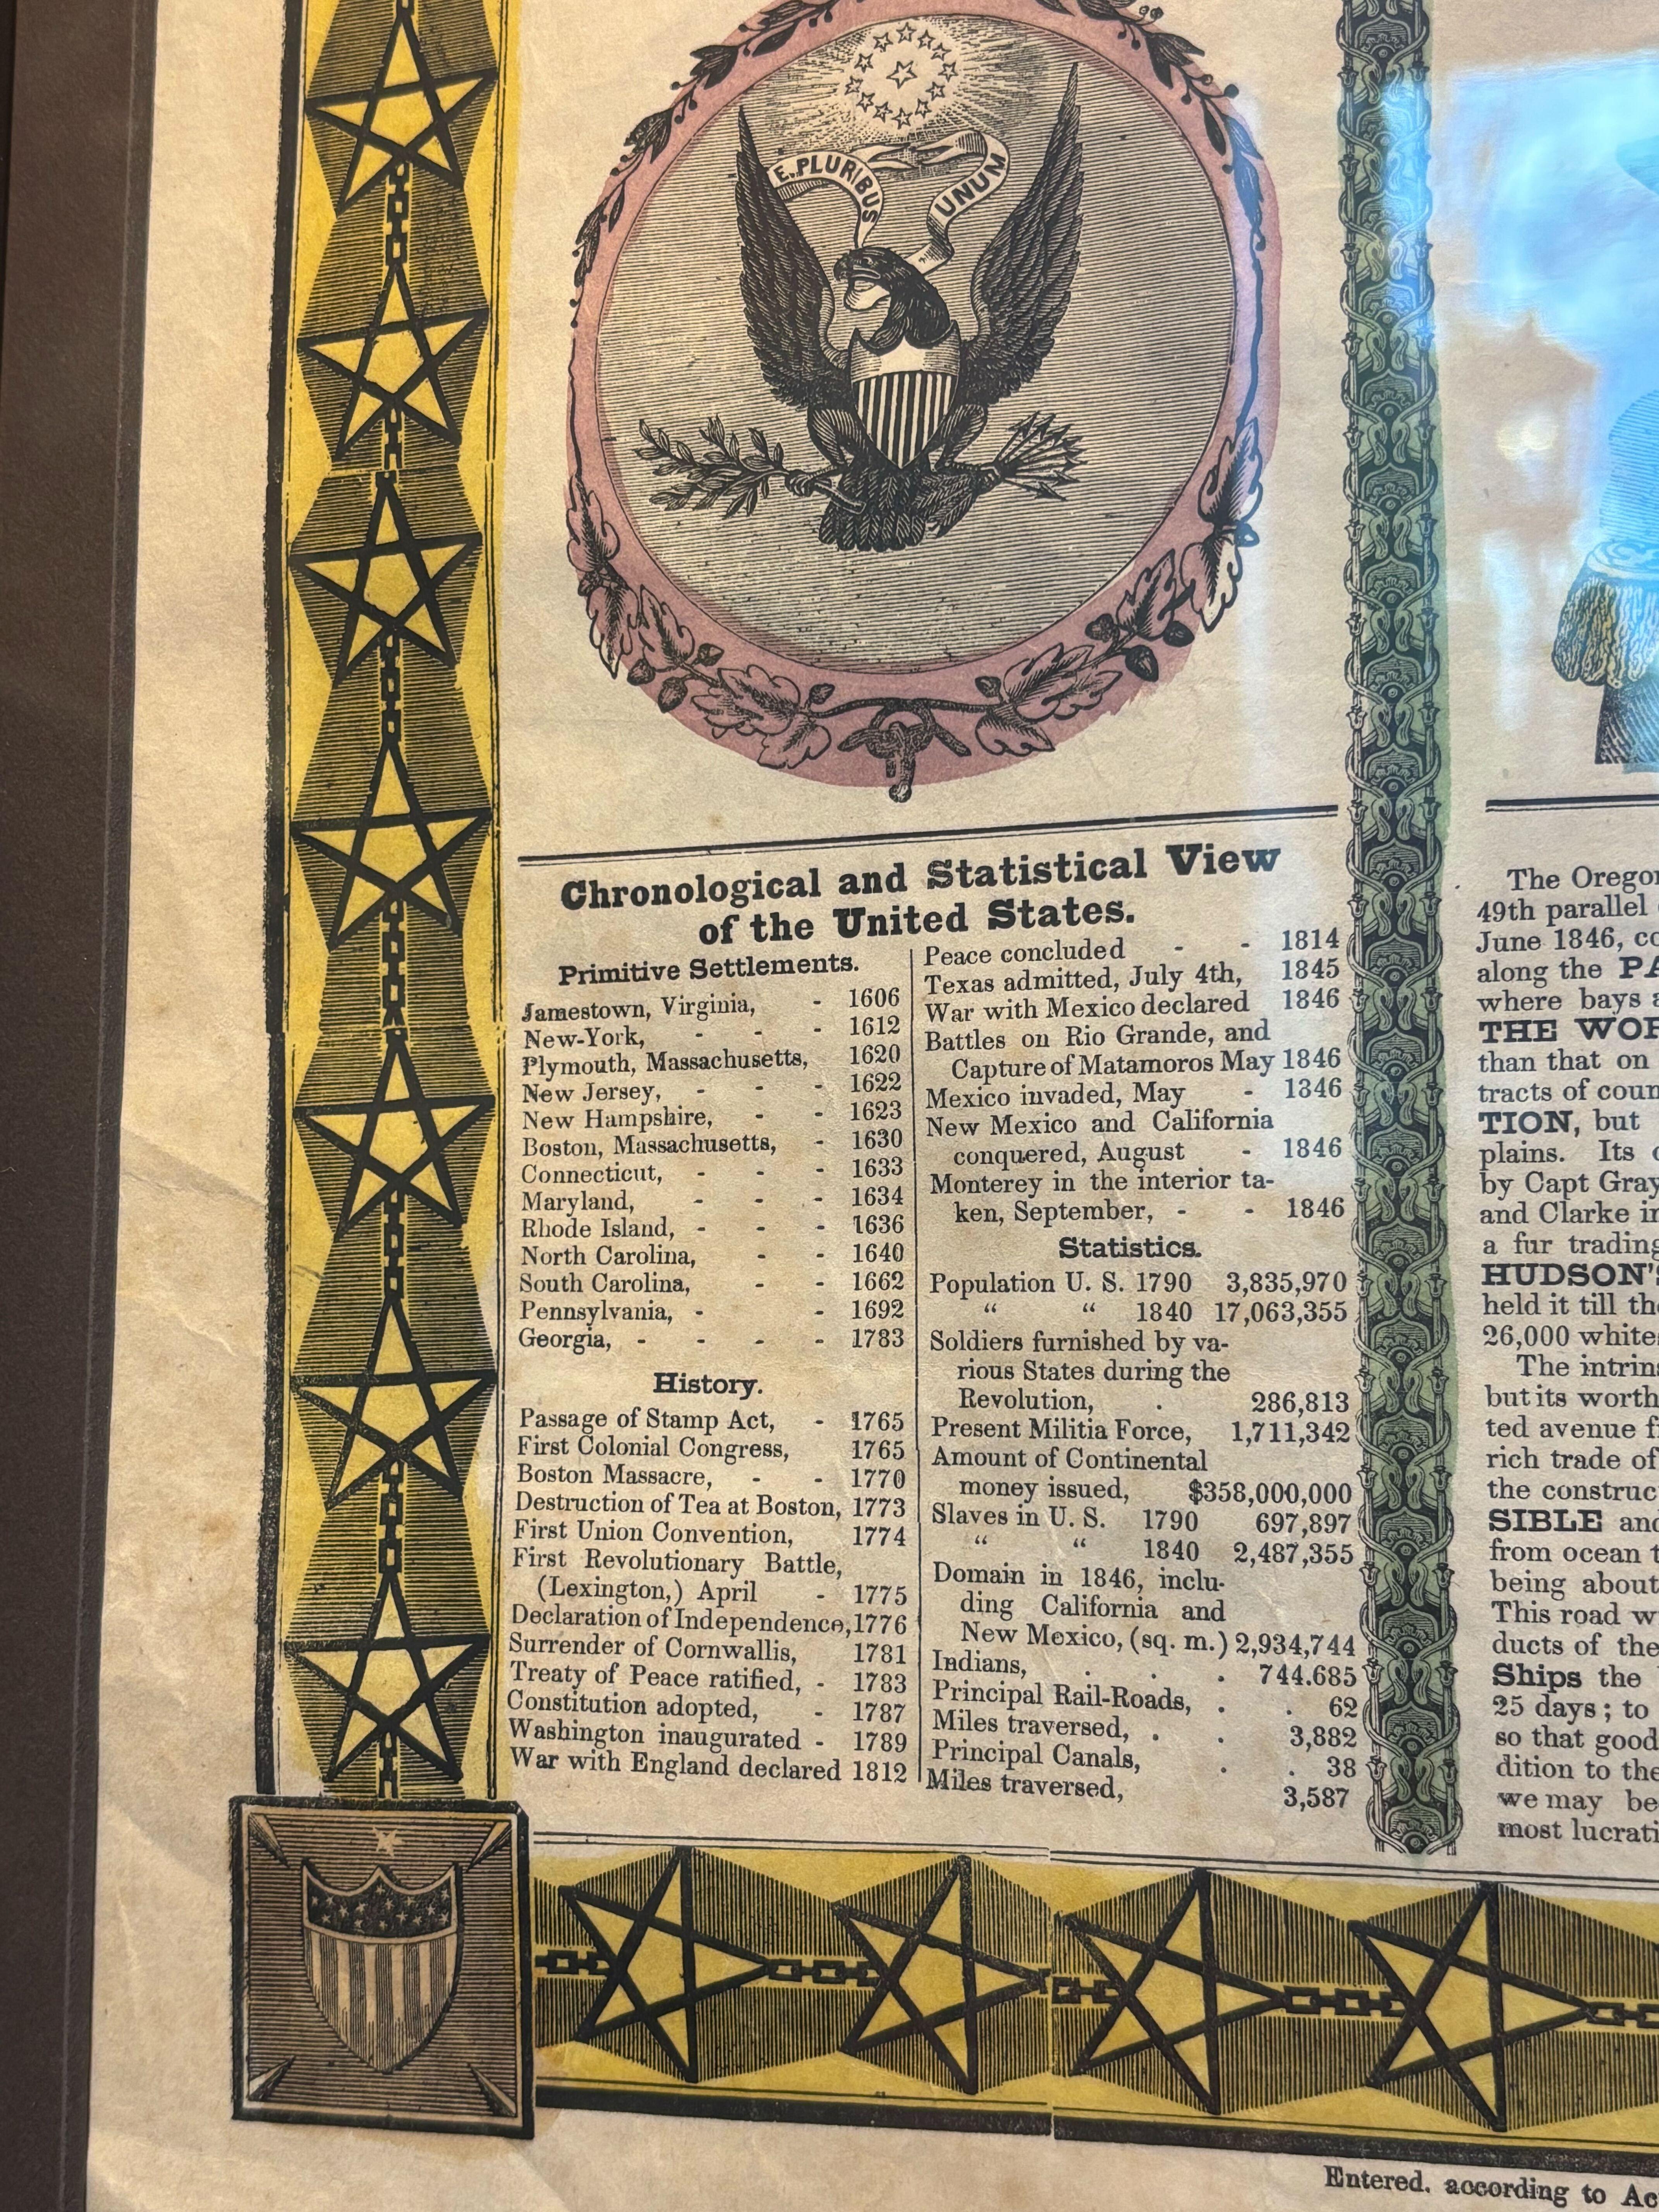 E. PLURIBUS UNUM
Chronological and Statistical View
of the United States.
Primitive Settlements.
Jamestown, Virginia, - 1606
New-York, - - - 1612
Plymouth, Massachusetts, 1620
New Jersey, - - - 1622
New Hampshire, - - 1623
Boston, Massachusetts, - 1630
Connecticut, - - - 1633
Maryland, - - - 1634
Rhode Island, - - - 1636
North Carolina, - - 1640
South Carolina, - - 1662
Pennsylvania, - - 1692
Georgia, - - - - 1783
History.
Passage of Stamp Act, - 1765
First Colonial Congress, 1765
Boston Massacre, - - 1770
Destruction of Tea at Boston, 1773
First Union Convention, 1774
First Revolutionary Battle,
(Lexington,) April - 1775
Declaration of Independence, 1776
Surrender of Cornwallis, 1781
Treaty of Peace ratified, - 1783
Constitution adopted, - 1787
Washington inaugurated - 1789
War with England declared 1812
Peace concluded - - 1814
Texas admitted, July 4th, 1845
War with Mexico declared 1846
Battles on Rio Grande, and
Capture of Matamoros May 1846
Mexico invaded, May - 1346
New Mexico and California
conquered, August - 1846
Monterey in the interior ta-
ken, September, - - 1846
Statistics.
Population U. S. 1790 3,835,970
“ “ 1840 17,063,355
Soldiers furnished by va-
rious States during the
Revolution, . 286,813
Present Militia Force, 1,711,342
Amount of Continental
money issued, $358,000,000
Slaves in U. S. 1790 697,897
“ “ 1840 2,487,355
Domain in 1846, inclu-
ding California and
New Mexico, (sq. m.) 2,934,744
Indians, . . . 744.685
Principal Rail-Roads, . . 62
Miles traversed, . . 3,882
Principal Canals, . . 38
Miles traversed, 3,587
The Oregon
49th parallel
June 1846,
along the
where bays
THE
than that on
tracts of
TION, but
plains. Its
by Capt Gray
and Clarke
a fur trading
HUDSON'S
held it till
26,000
The
but its worth
ted avenue
rich trade of
the
SIBLE and
from ocean
being about
This road
ducts of the
Ships the
25 days; to
so that good
dition to the
we may be
most
Entered. according to